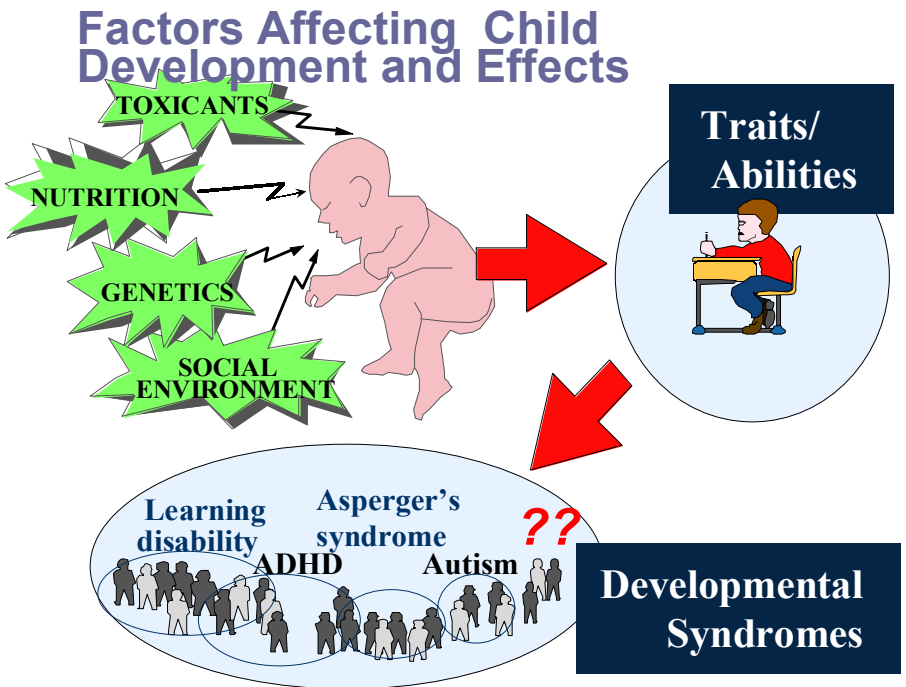 Factors Affecting Child
Development and Effects
TOXICANTS
NUTRITION
GENETICS
SOCIAL
ENVIRONMENT
Traits/
Abilities
Learning
disability
ADHD
Asperger’s
syndrome
Autism
??
Developmental
Syndromes